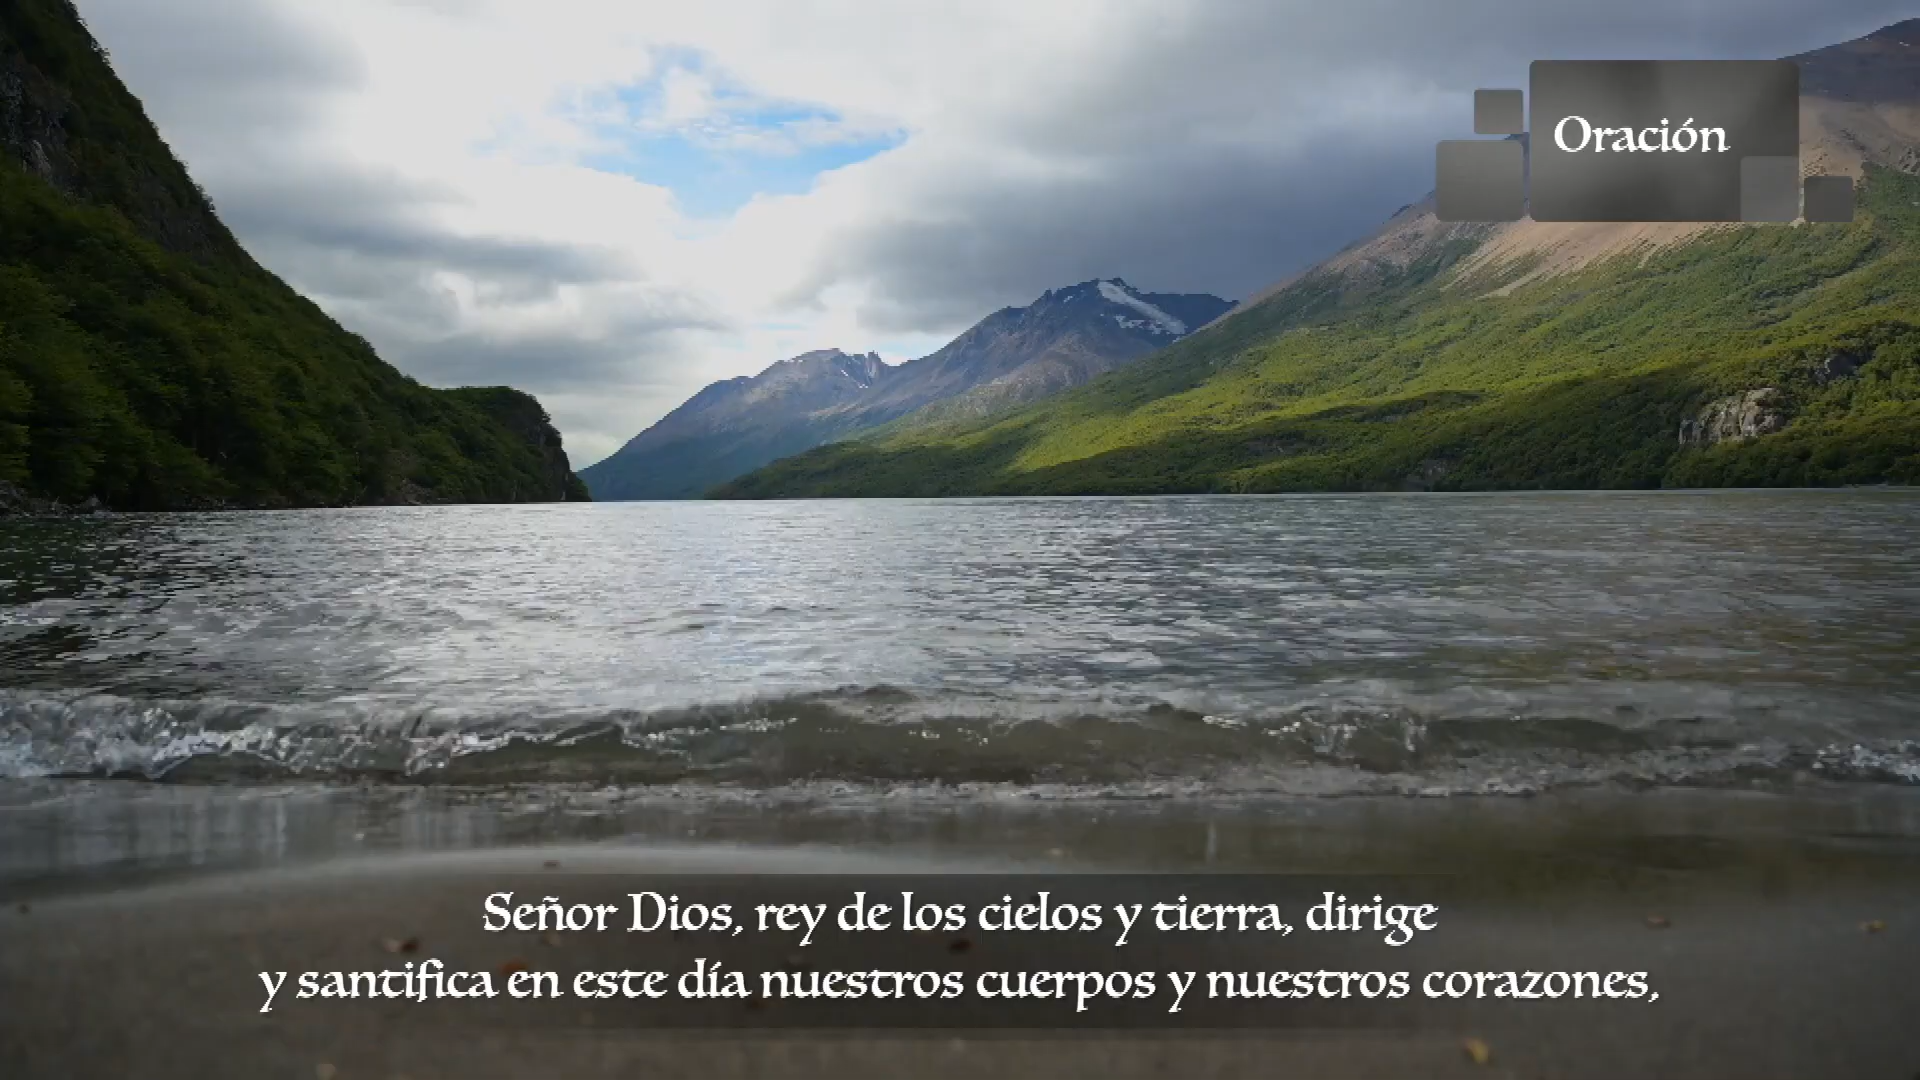 Oración
Señor Dios, rey de los cielos y tierra, dirige
y santifica en este día nuestros cuerpos y nuestros corazones,